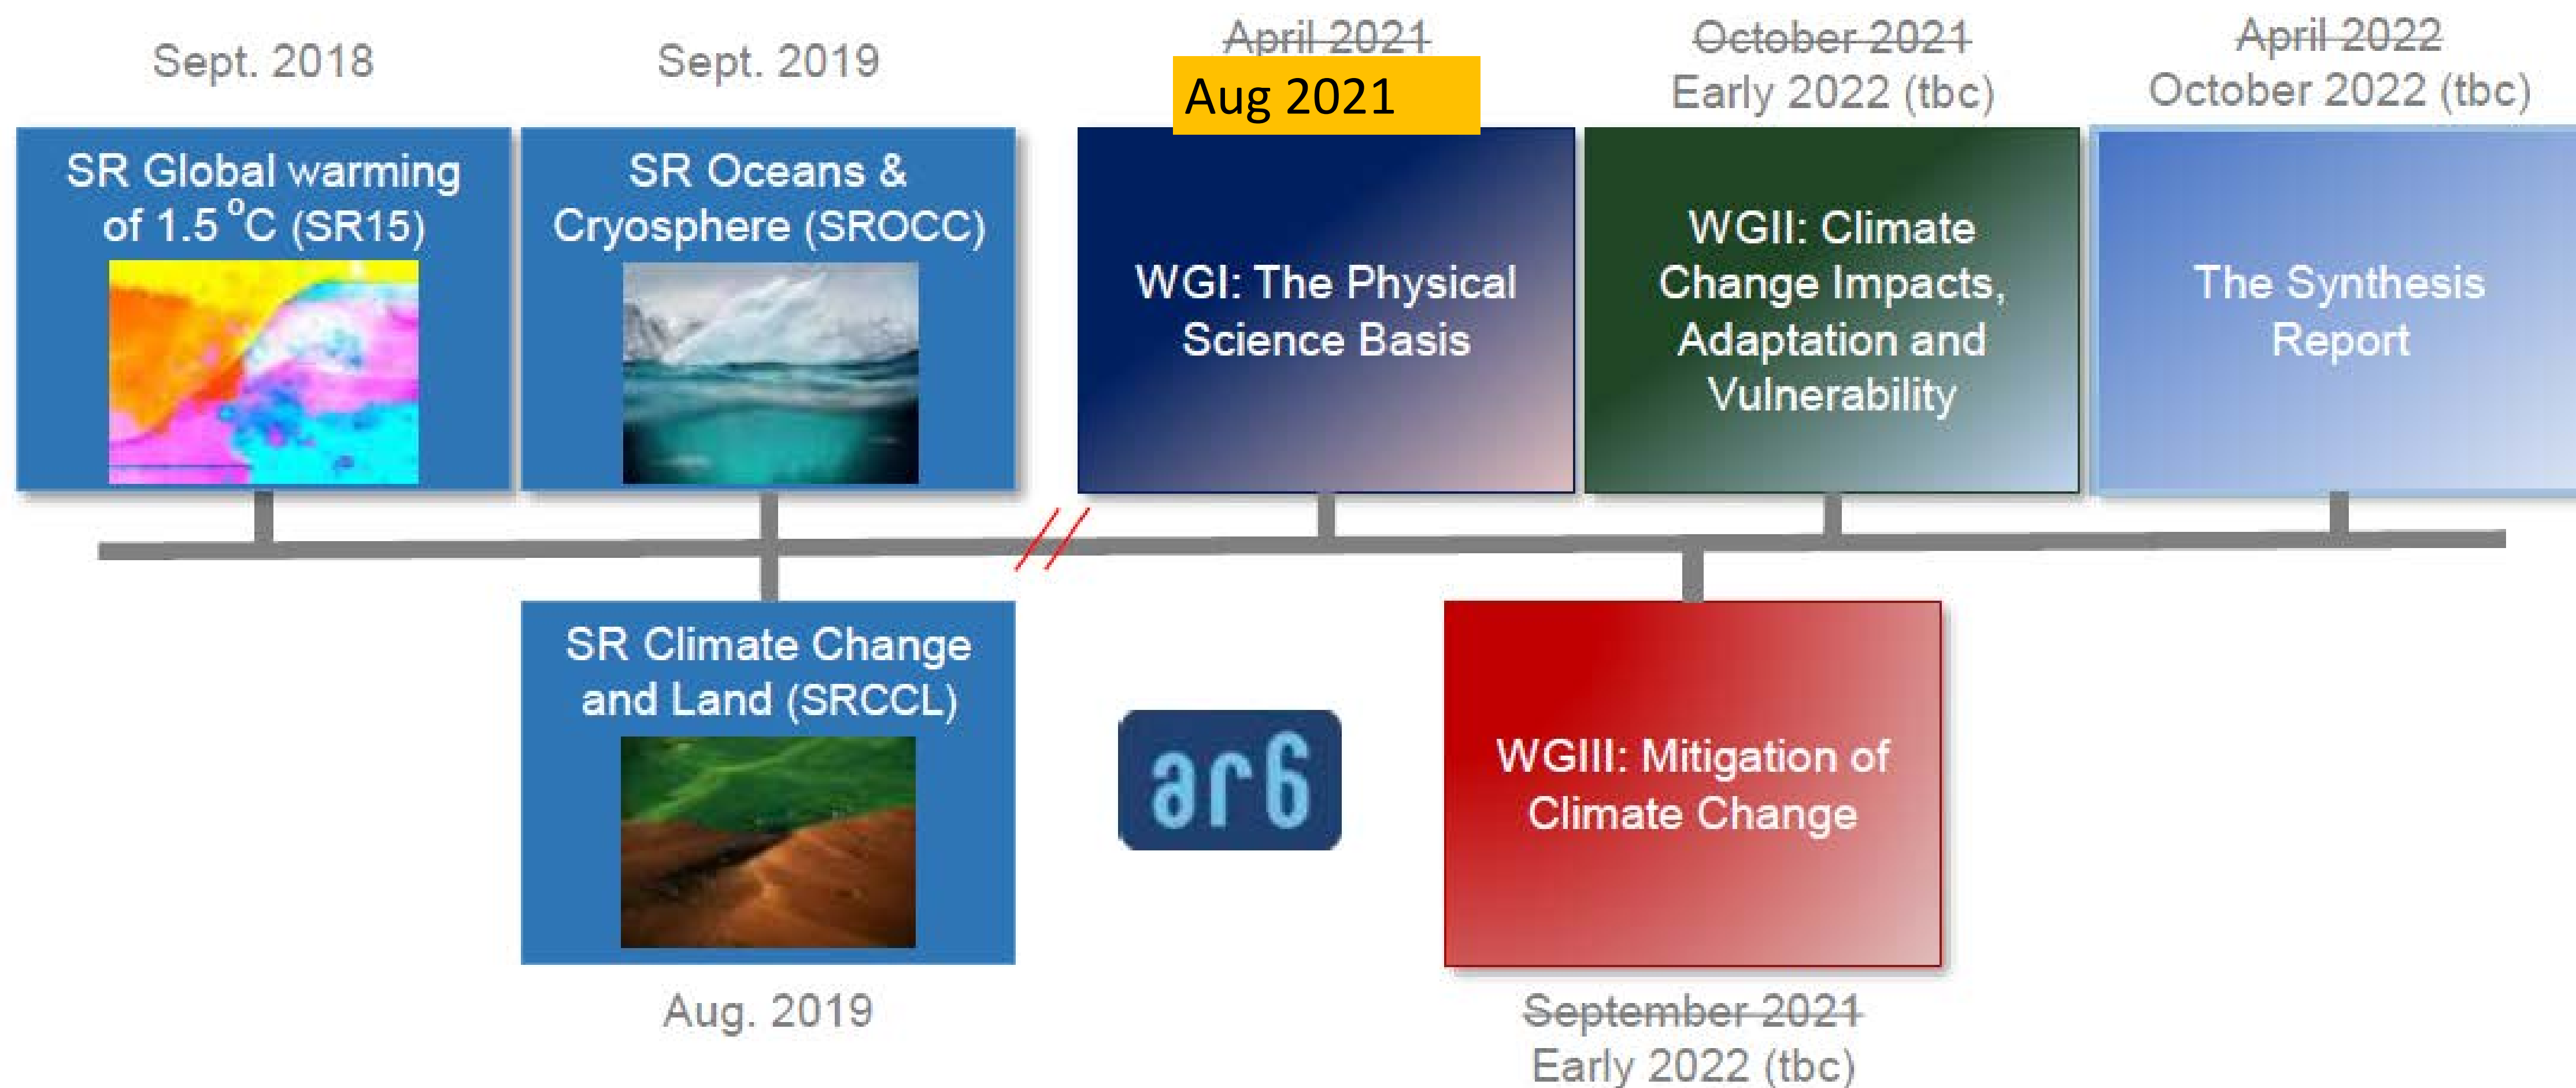 Sept. 2018
Sept. 2019
April 2021
Aug 2021
October 2021
Early 2022 (tbc)
April 2022
October 2022 (tbc)
SR Global warming
of 1.5 °C (SR15)
SR Oceans &
Cryosphere (SROCC)
WGI: The Physical
Science Basis
WGII: Climate
Change Impacts,
Adaptation and
Vulnerability
The Synthesis
Report
SR Climate Change
and Land (SRCCL)
Aug. 2019
ar6
WGIII: Mitigation of
Climate Change
September 2021
Early 2022 (tbc)